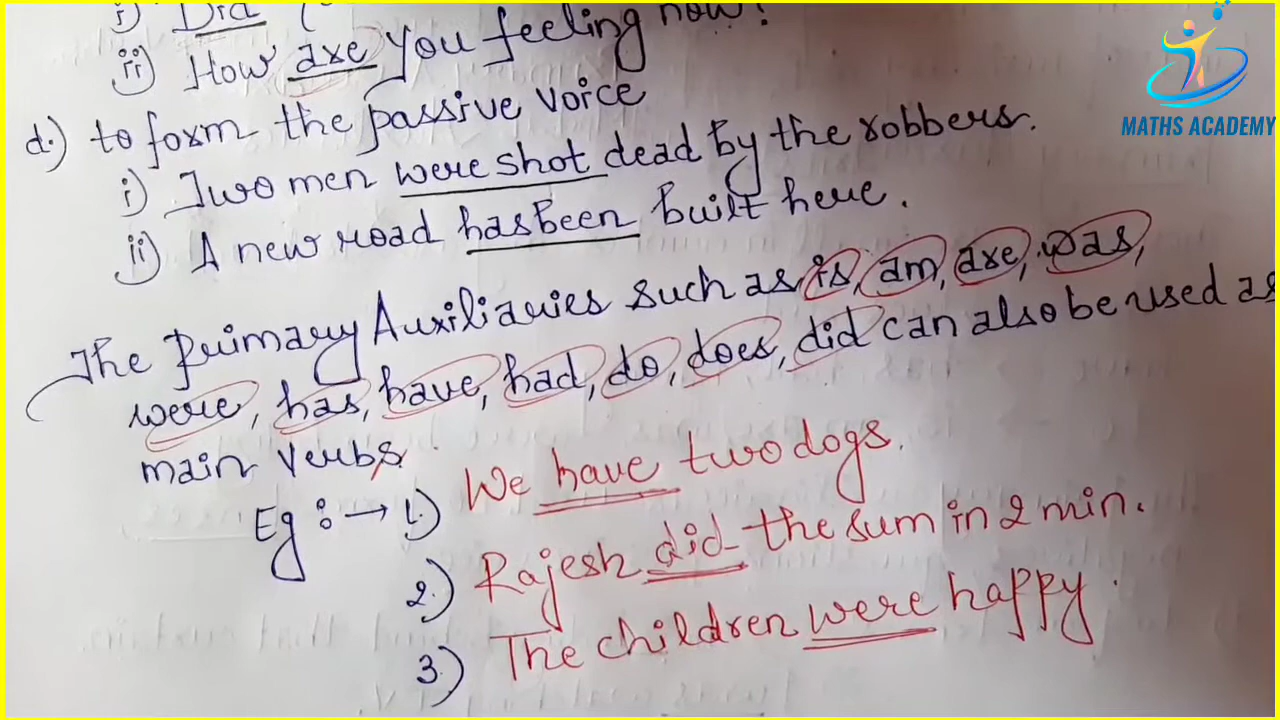 i) Did
ii) How are you feeling now?
d.) to form the passive voice
i) Two men were shot dead by the robbers.
ii) A new road has been built here.
The Primary Auxiliaries such as is, am, are, was,
were, has, have, had, do, does, did can also be used as
main verbs.
Eg :→ 1.) We have two dogs.
2.) Rajesh did the sum in 2 min.
3.) The children were happy.
MATHS ACADEMY